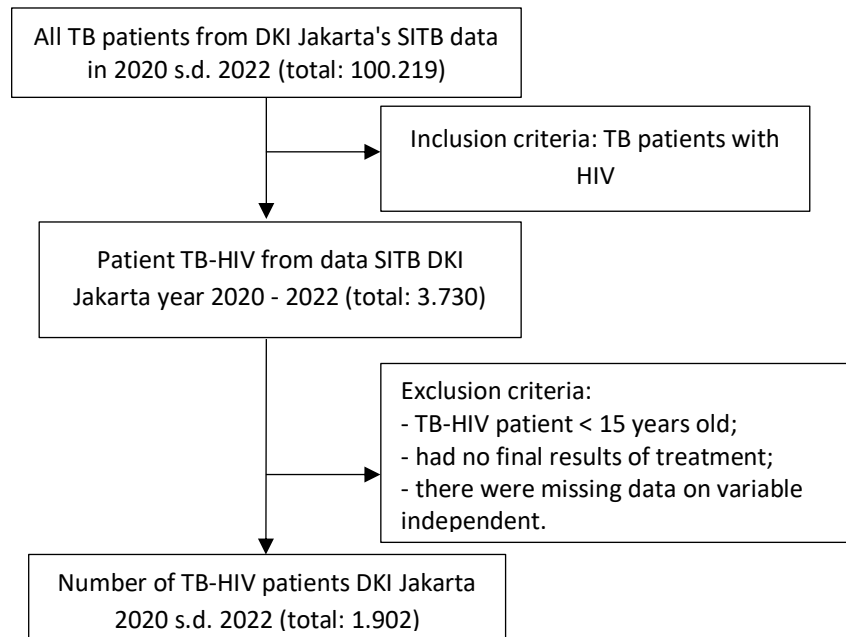 All TB patients from DKI Jakarta's SITB data
in 2020 s.d. 2022 (total: 100.219)
Inclusion criteria: TB patients with
HIV
Patient TB-HIV from data SITB DKI
Jakarta year 2020 - 2022 (total: 3.730)
Exclusion criteria:
- TB-HIV patient < 15 years old;
- had no final results of treatment;
- there were missing data on variable
independent.
Number of TB-HIV patients DKI Jakarta
2020 s.d. 2022 (total: 1.902)